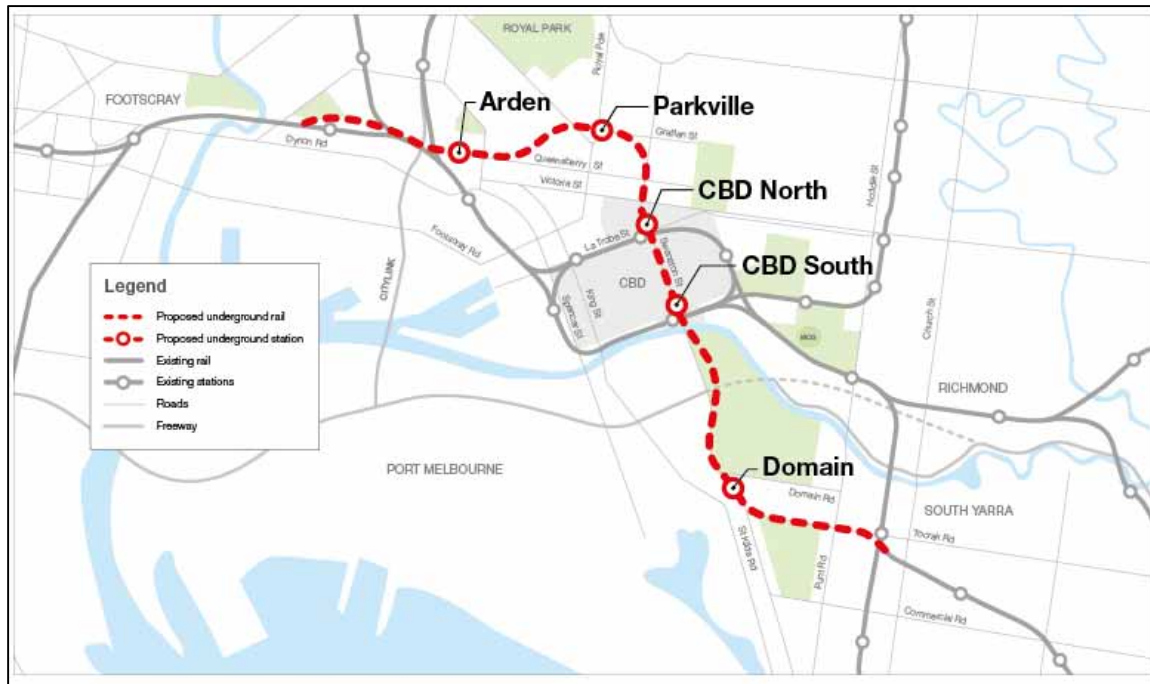 ROYAL PARK
Royal Pde
FOOTSCRAY
Arden
Parkville
Grattan St
Dynon Rd
Queensberry St
Victoria St
Hoddle St
CBD North
Footscray Rd
La Trobe St
Swanston St
CBD South
CBD
CITYLINK
Spencer St
King St
Church St
MCG
Legend
Proposed underground rail
Proposed underground station
Existing rail
Existing stations
Roads
Freeway
RICHMOND
PORT MELBOURNE
Domain
Domain Rd
SOUTH YARRA
Toorak Rd
St Kilda Rd
Punt Rd
Commercial Rd